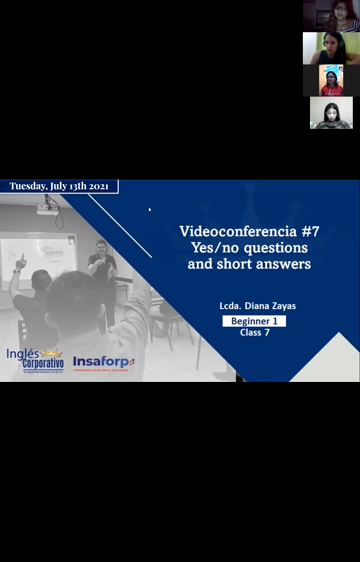 Tuesday, July 13th 2021
Videoconferencia #7
Yes/no questions
and short answers
Lcda. Diana Zayas
Beginner 1
Class 7
Inglés
Corporativo
Insaforp